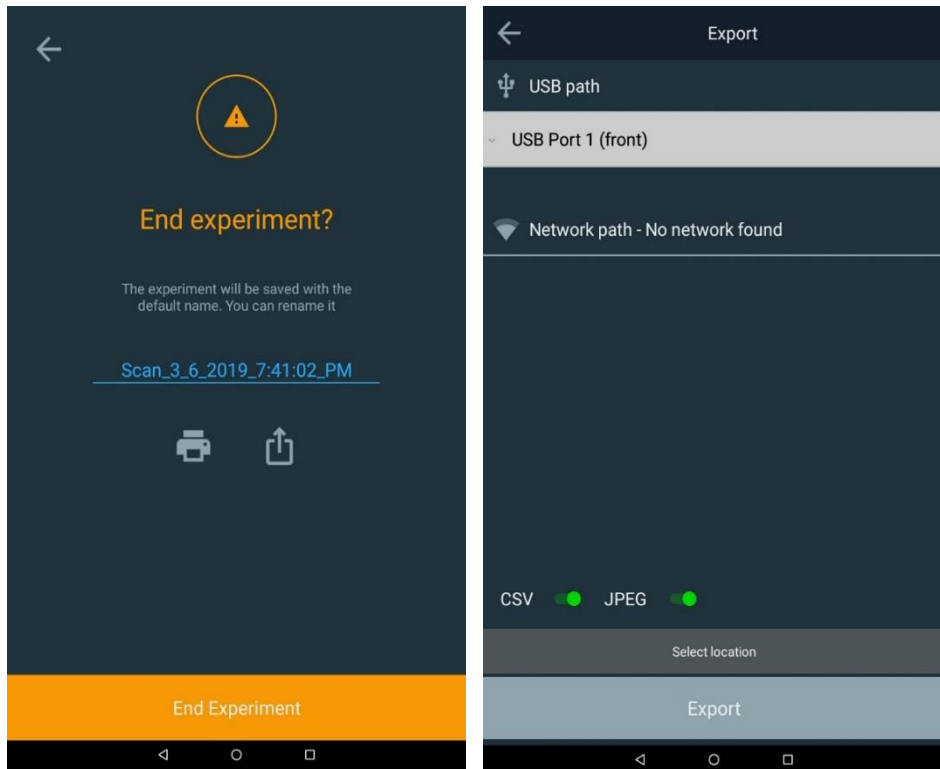 End experiment?
The experiment will be saved with the
default name. You can rename it
Scan_3_6_2019_7:41:02_PM
End Experiment
Export
USB path
USB Port 1 (front)
Network path - No network found
CSV JPEG
Select location
Export